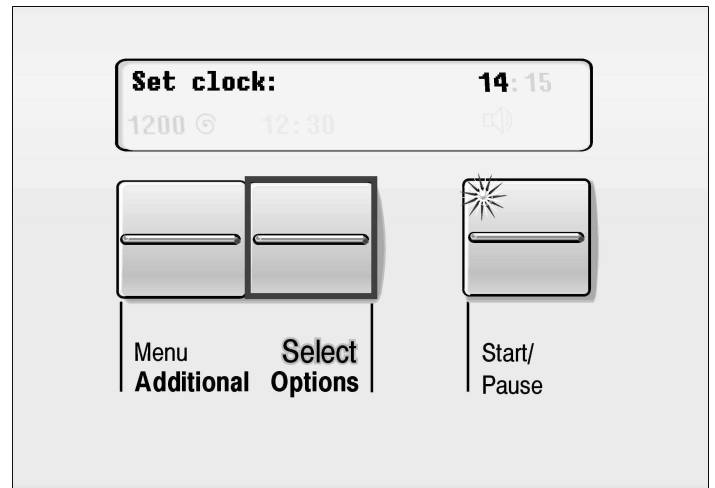 Set clock: 14:15
1200 12:30
Menu Select
Additional Options
Start/
Pause